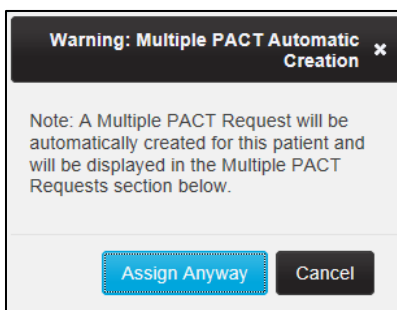 Warning: Multiple PACT Automatic
Creation
×
Note: A Multiple PACT Request will be
automatically created for this patient and
will be displayed in the Multiple PACT
Requests section below.
Assign Anyway
Cancel